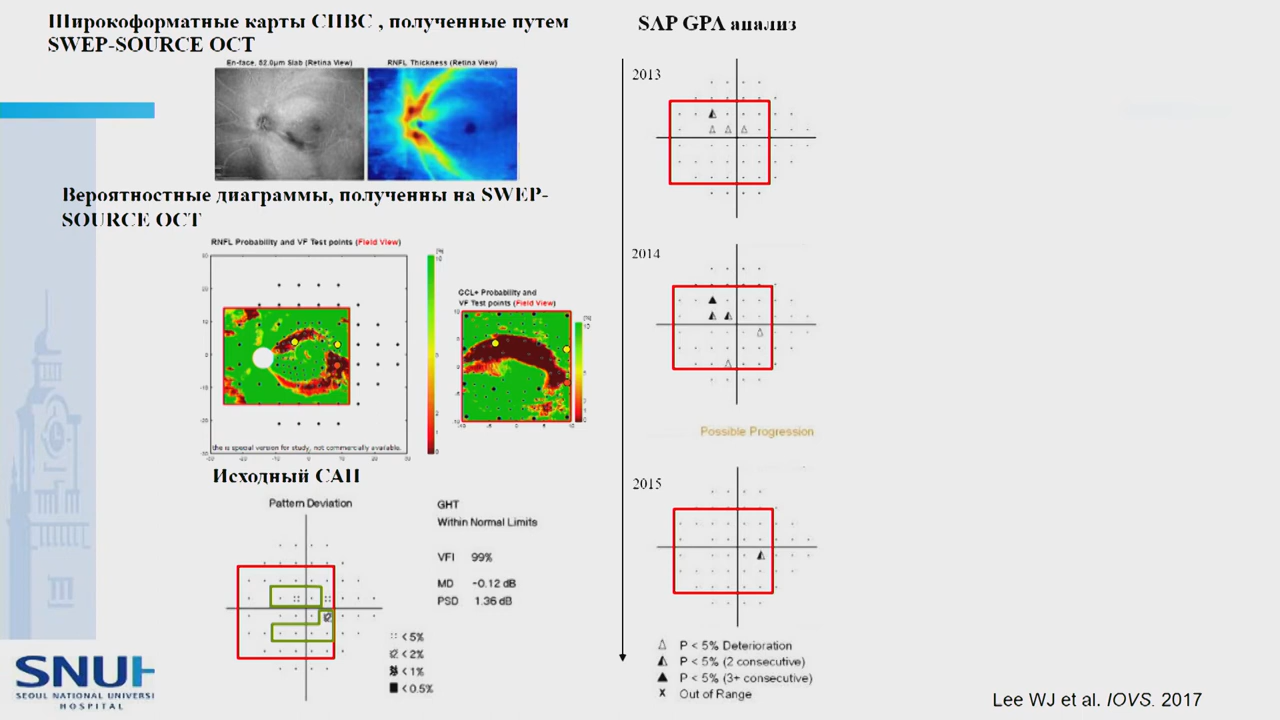 Широкоформатные карты СНВС , полученные путем
SWEP-SOURCE OCT
En-face, 52.0µm Slab (Retina View)
RNFL Thickness (Retina View)
Вероятностные диаграммы, полученны на SWEP-
SOURCE OCT
RNFL Probability and VF Test points (Field View)
GCL+ Probability and
VF Test points (Field View)
the is special version for study, not commercially available.
Исходный САП
Pattern Deviation
GHT
Within Normal Limits
VFI 99%
MD -0.12 dB
PSD 1.36 dB
< 5%
< 2%
< 1%
< 0.5%
SAP GPA анализ
2013
2014
Possible Progression
2015
P < 5% Deterioration
P < 5% (2 consecutive)
P < 5% (3+ consecutive)
X Out of Range
SNUH
SEOUL NATIONAL UNIVERSI
HOSPITAL
Lee WJ et al. IOVS. 2017